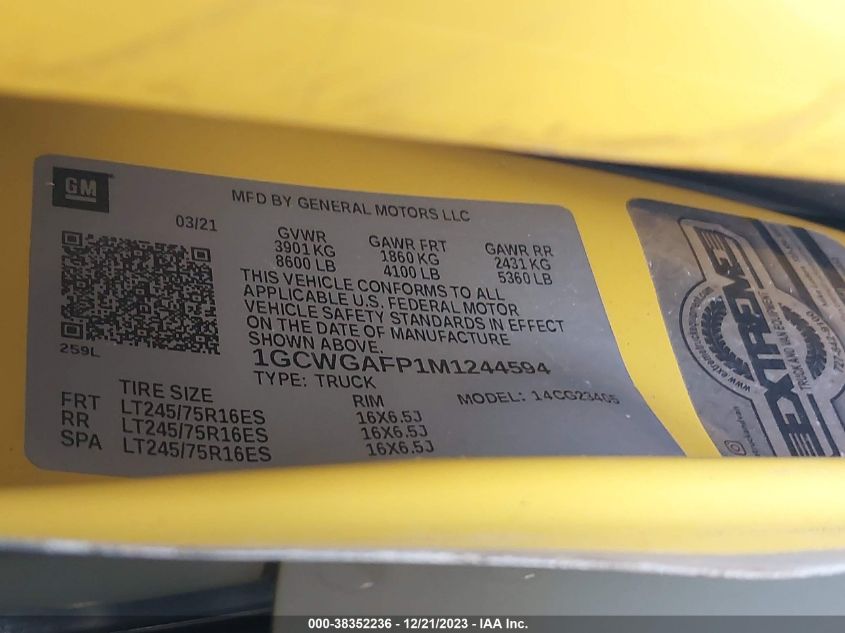 GM
MFD BY GENERAL MOTORS LLC
03/21
GVWR GAWR FRT GAWR RR
3901 KG 1860 KG 2431 KG
8600 LB 4100 LB 5360 LB
THIS VEHICLE CONFORMS TO ALL
APPLICABLE U.S. FEDERAL MOTOR
VEHICLE SAFETY STANDARDS IN EFFECT
ON THE DATE OF MANUFACTURE
SHOWN ABOVE.
259L
1GCWGAFP1M1244594
TYPE: TRUCK
MODEL: 14CG23405
TIRE SIZE RIM
FRT LT245/75R16ES 16X6.5J
RR LT245/75R16ES 16X6.5J
SPA LT245/75R16ES 16X6.5J
EXTREME
TRUCK AND VAN EQUIPMENT
000-38352236 - 12/21/2023 - IAA Inc.